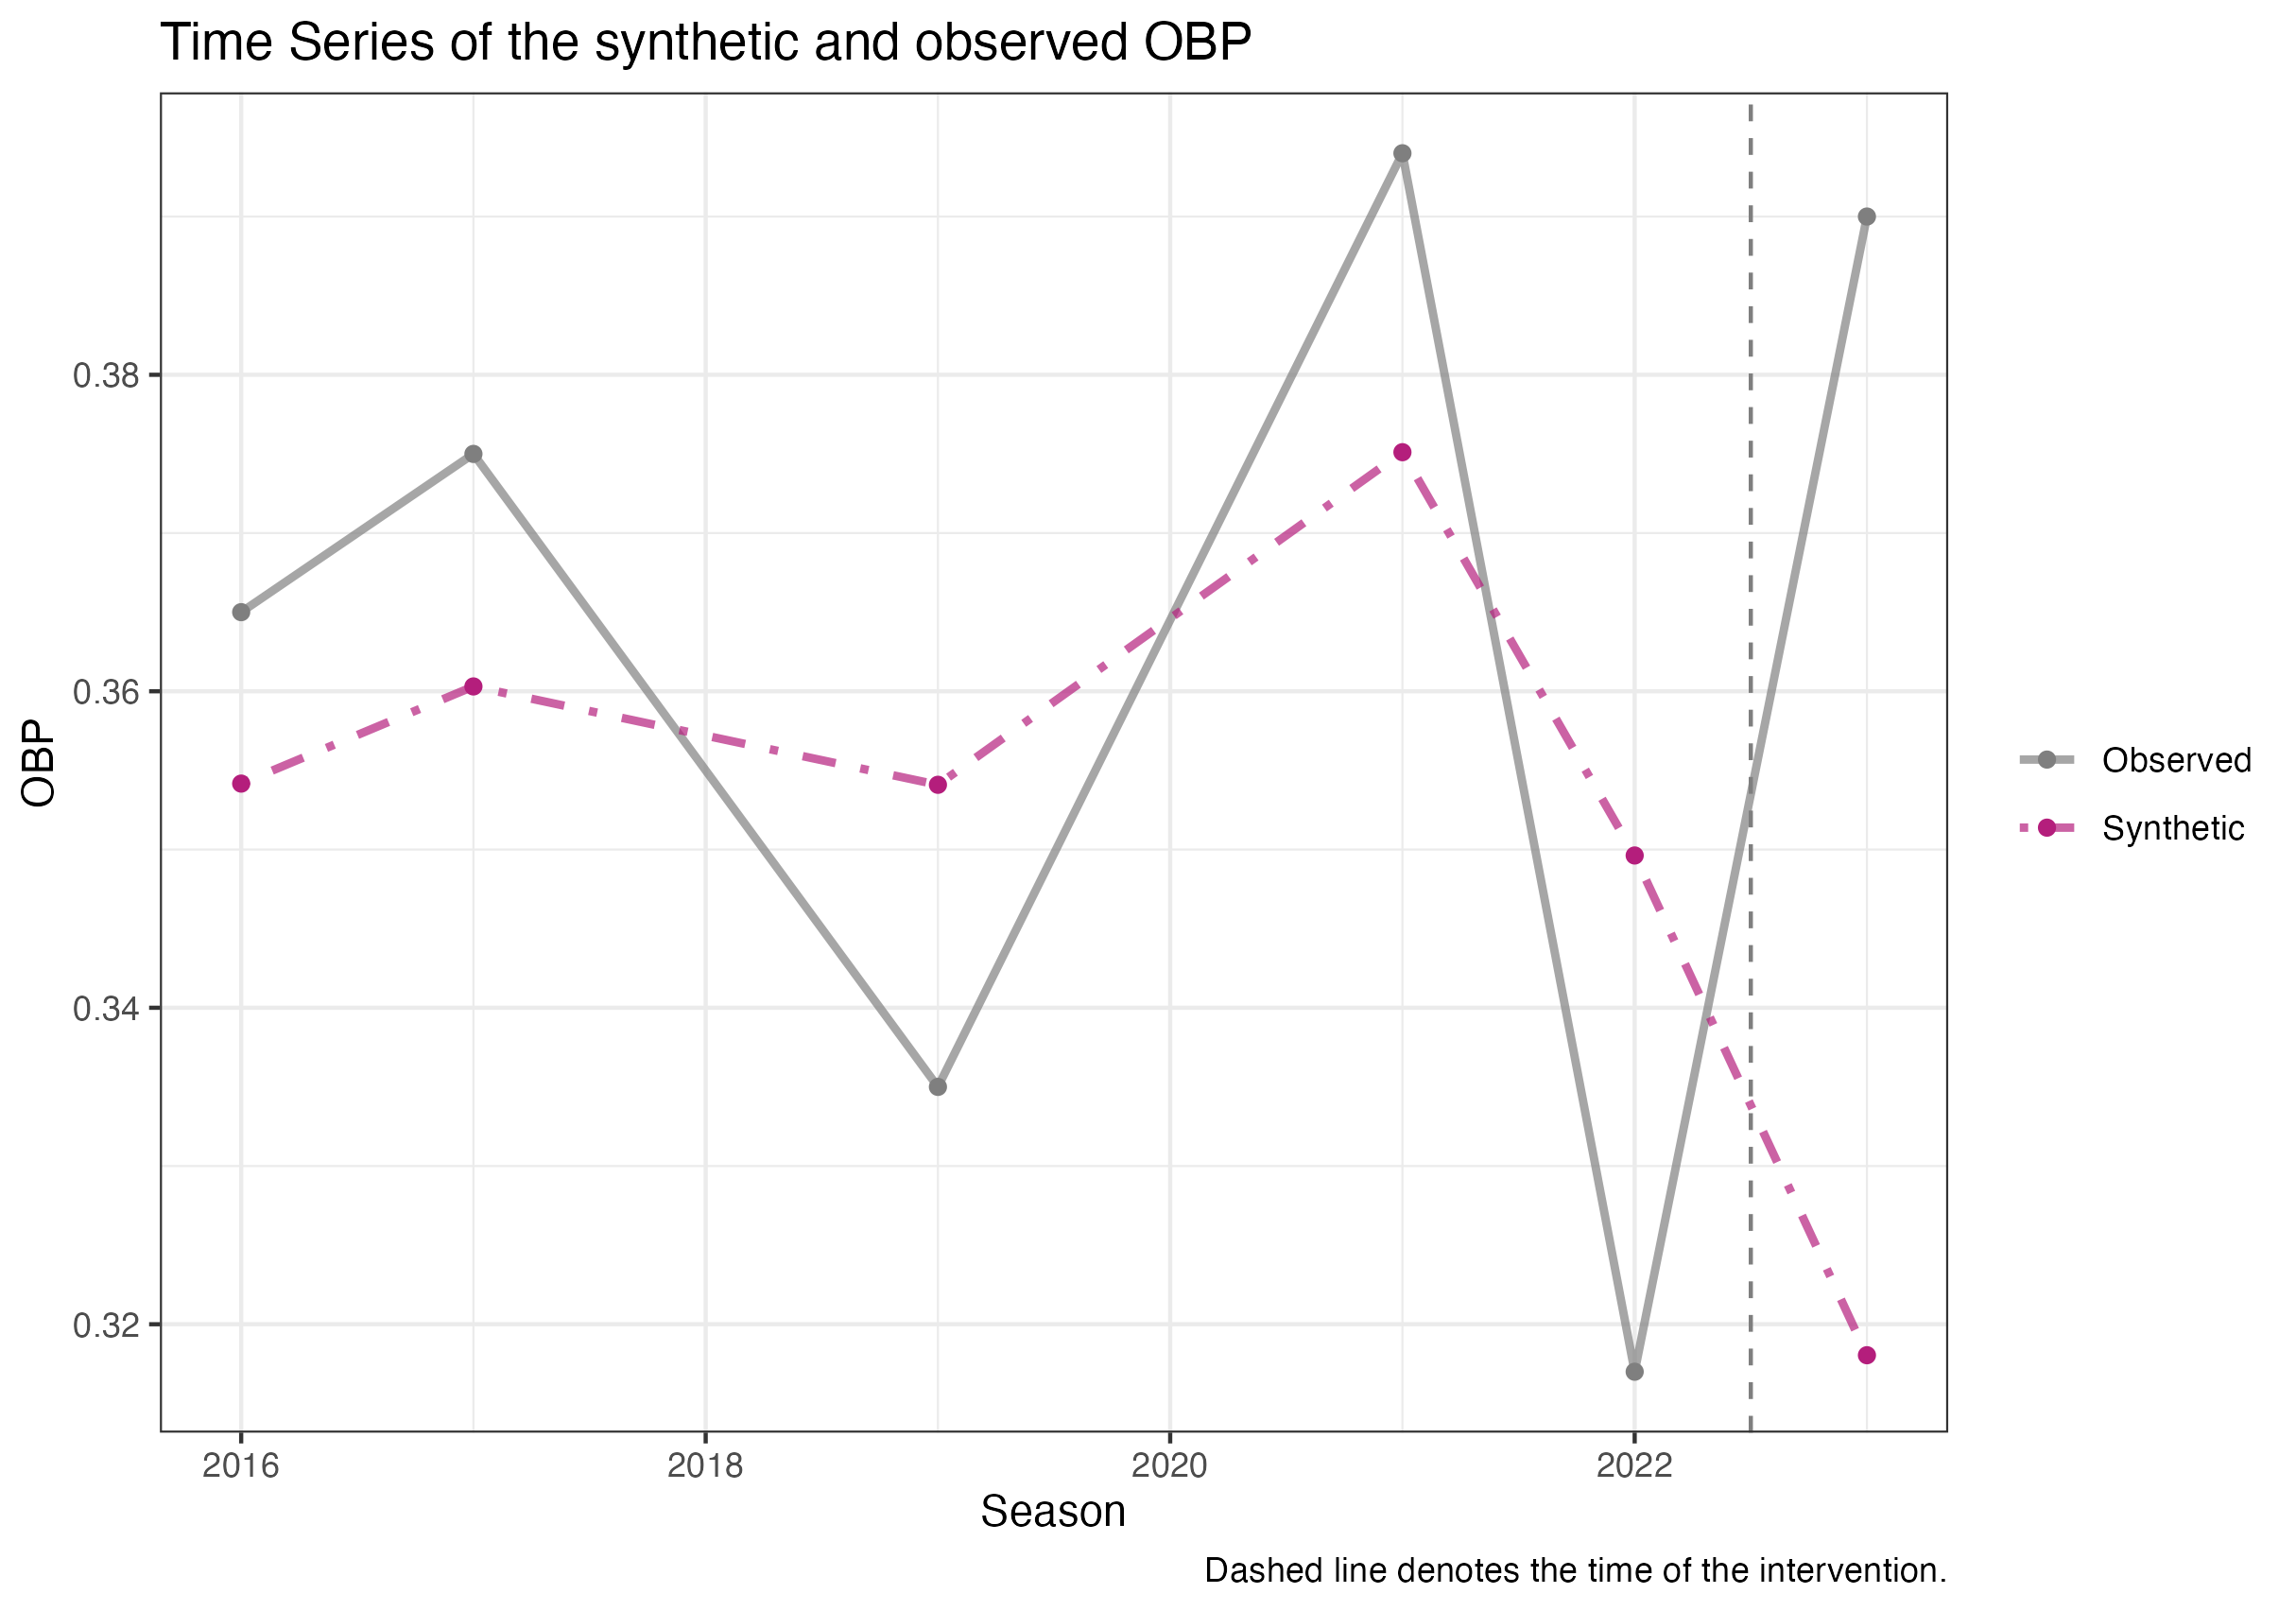 Time Series of the synthetic and observed OBP
OBP
0.38
0.36
0.34
0.32
2016 2018 2020 2022
Season
Observed
Synthetic
Dashed line denotes the time of the intervention.